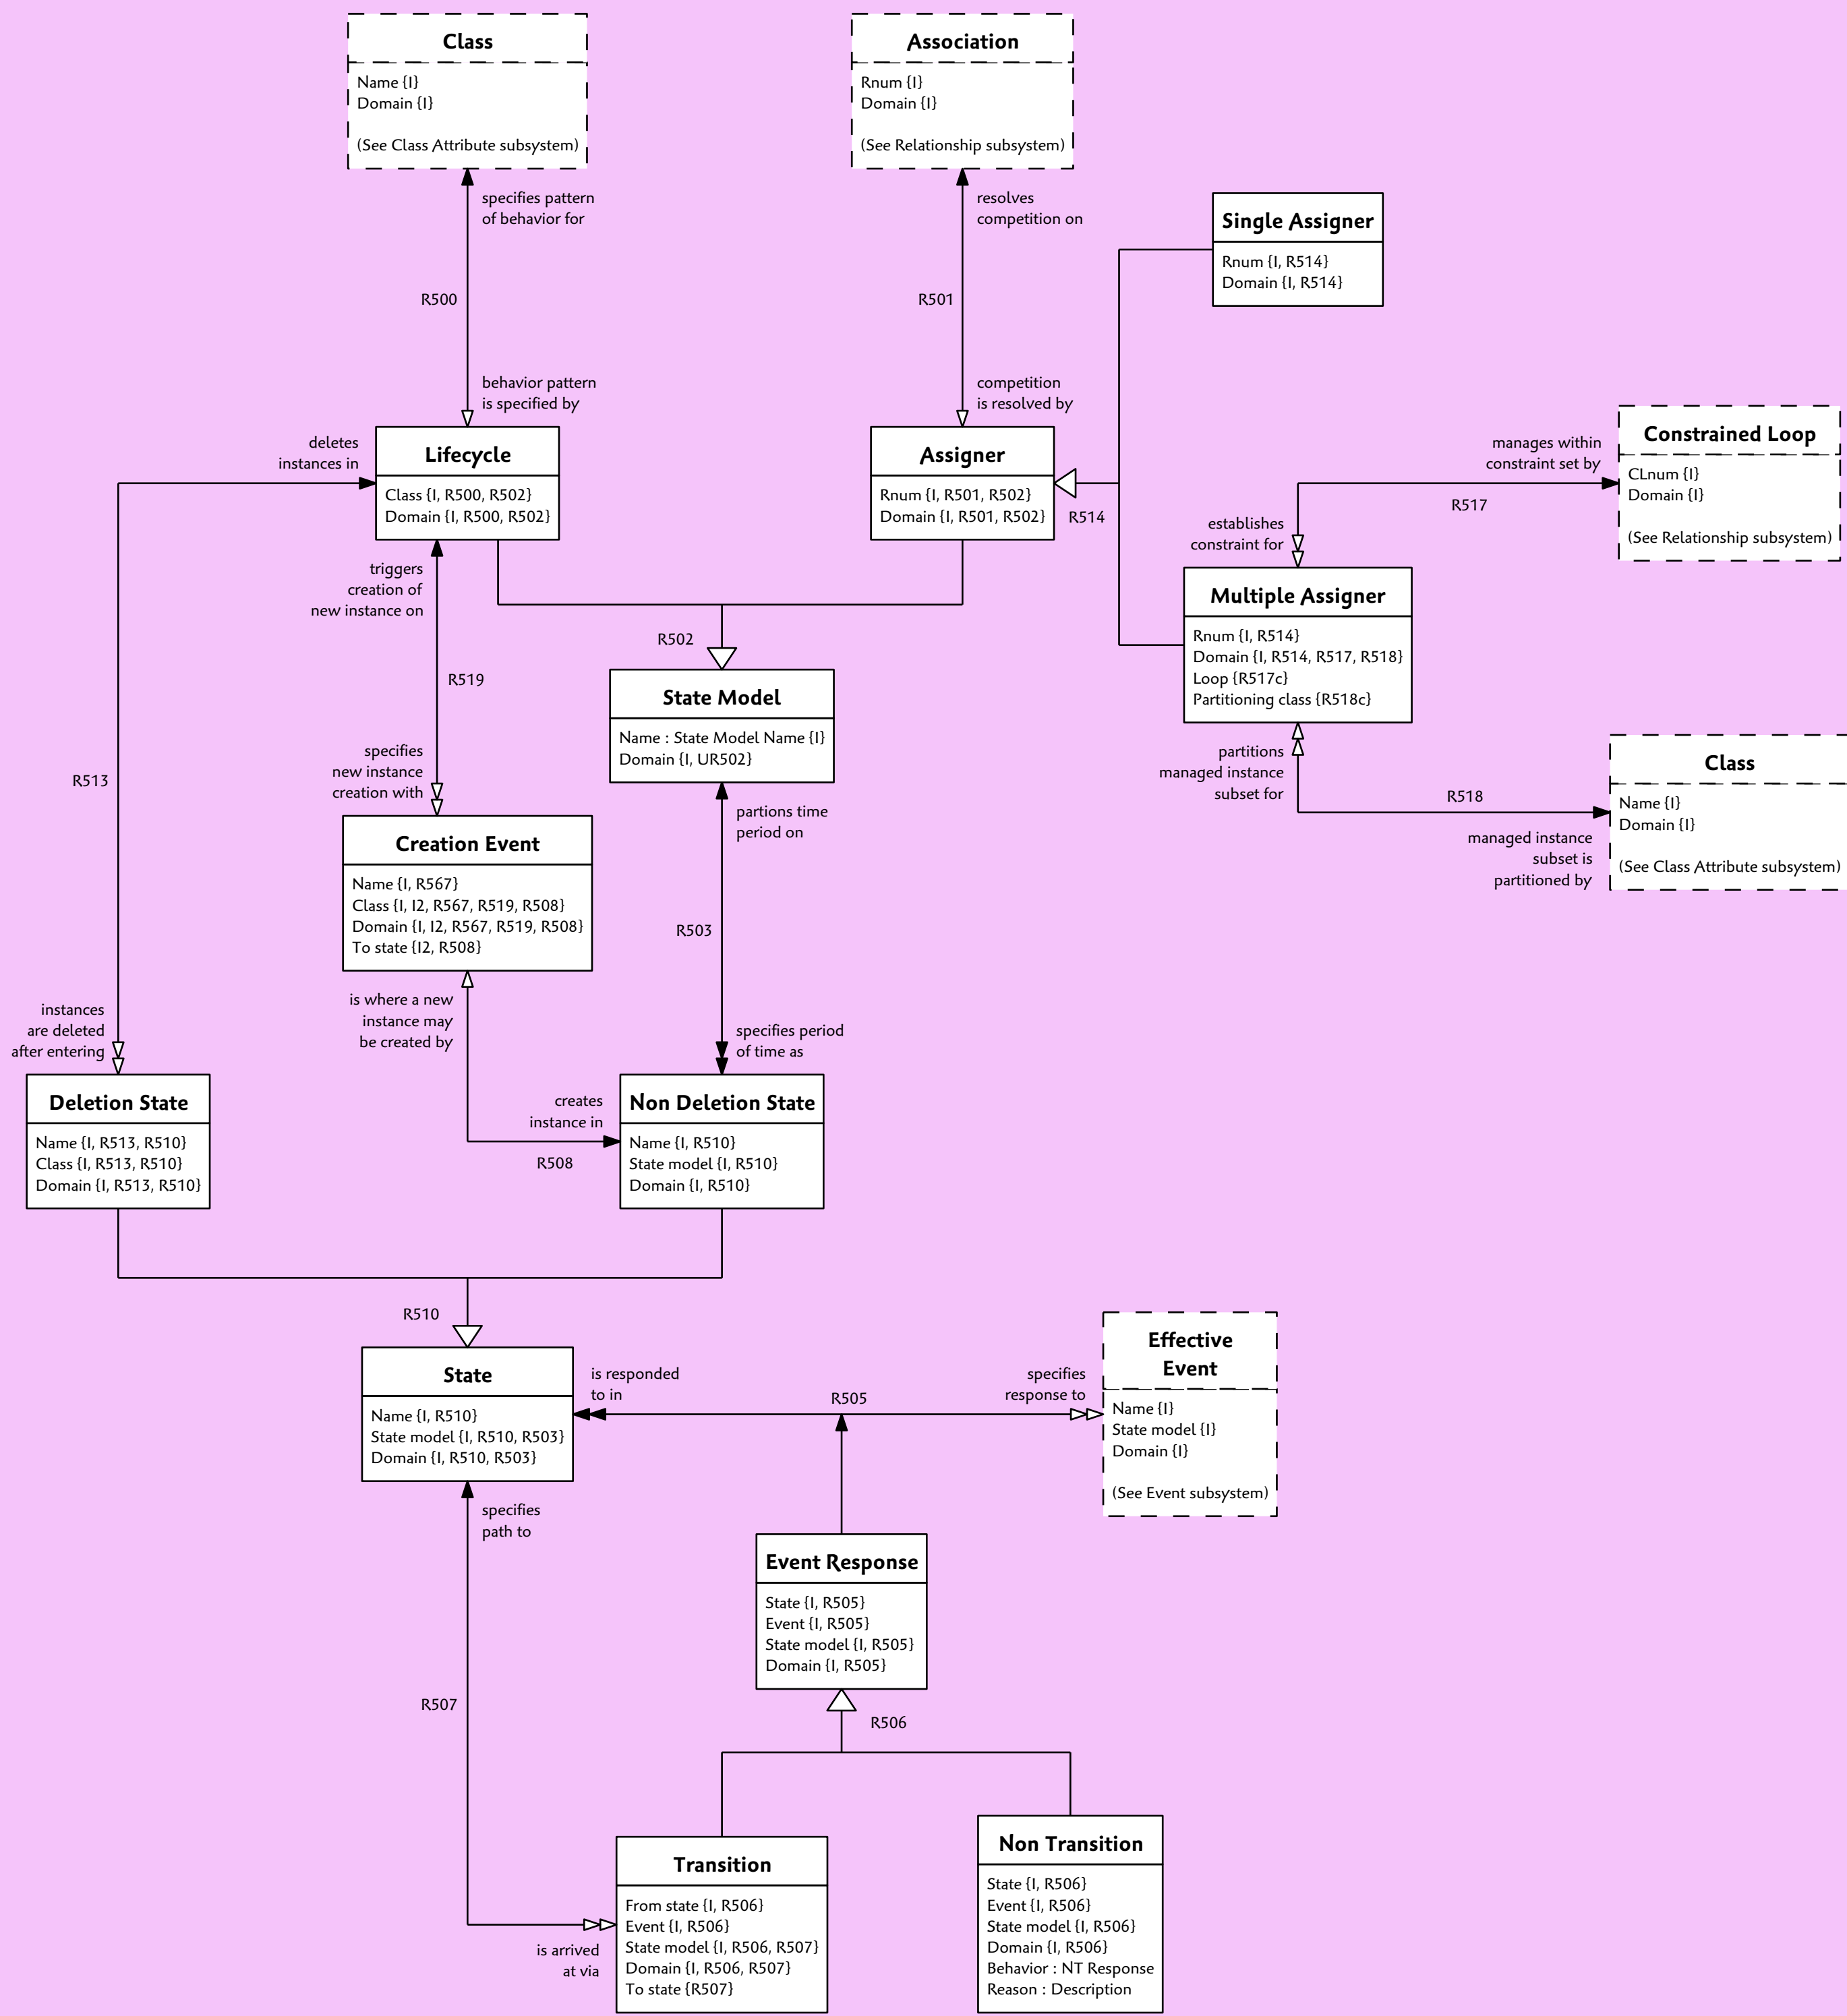 Class
Name {I}
Domain {I}
(See Class Attribute subsystem)
Association
Rnum {I}
Domain {I}
(See Relationship subsystem)
specifies pattern
of behavior for
resolves
competition on
Single Assigner
Rnum {I, R514}
Domain {I, R514}
R500
R501
behavior pattern
is specified by
competition
is resolved by
deletes
instances in
Lifecycle
Class {I, R500, R502}
Domain {I, R500, R502}
Assigner
Rnum {I, R501, R502}
Domain {I, R501, R502}
R514
manages within
constraint set by
R517
Constrained Loop
CLnum {I}
Domain {I}
(See Relationship subsystem)
establishes
constraint for
triggers
creation of
new instance on
Multiple Assigner
Rnum {I, R514}
Domain {I, R514, R517, R518}
Loop {R517c}
Partitioning class {R518c}
R502
R519
State Model
Name : State Model Name {I}
Domain {I, UR502}
specifies
new instance
creation with
R513
partions time
period on
partitions
managed instance
subset for
R518
managed instance
subset is
partitioned by
Class
Name {I}
Domain {I}
(See Class Attribute subsystem)
Creation Event
Name {I, R567}
Class {I, I2, R567, R519, R508}
Domain {I, I2, R567, R519, R508}
To state {I2, R508}
R503
is where a new
instance may
be created by
instances
are deleted
after entering
specifies period
of time as
Deletion State
Name {I, R513, R510}
Class {I, R513, R510}
Domain {I, R513, R510}
creates
instance in
R508
Non Deletion State
Name {I, R510}
State model {I, R510}
Domain {I, R510}
R510
State
Name {I, R510}
State model {I, R510, R503}
Domain {I, R510, R503}
is responded
to in
R505
specifies
response to
Effective
Event
Name {I}
State model {I}
Domain {I}
(See Event subsystem)
specifies
path to
Event Response
State {I, R505}
Event {I, R505}
State model {I, R505}
Domain {I, R505}
R507
R506
Transition
From state {I, R506}
Event {I, R506}
State model {I, R506, R507}
Domain {I, R506, R507}
To state {R507}
is arrived
at via
Non Transition
State {I, R506}
Event {I, R506}
State model {I, R506}
Domain {I, R506}
Behavior : NT Response
Reason : Description